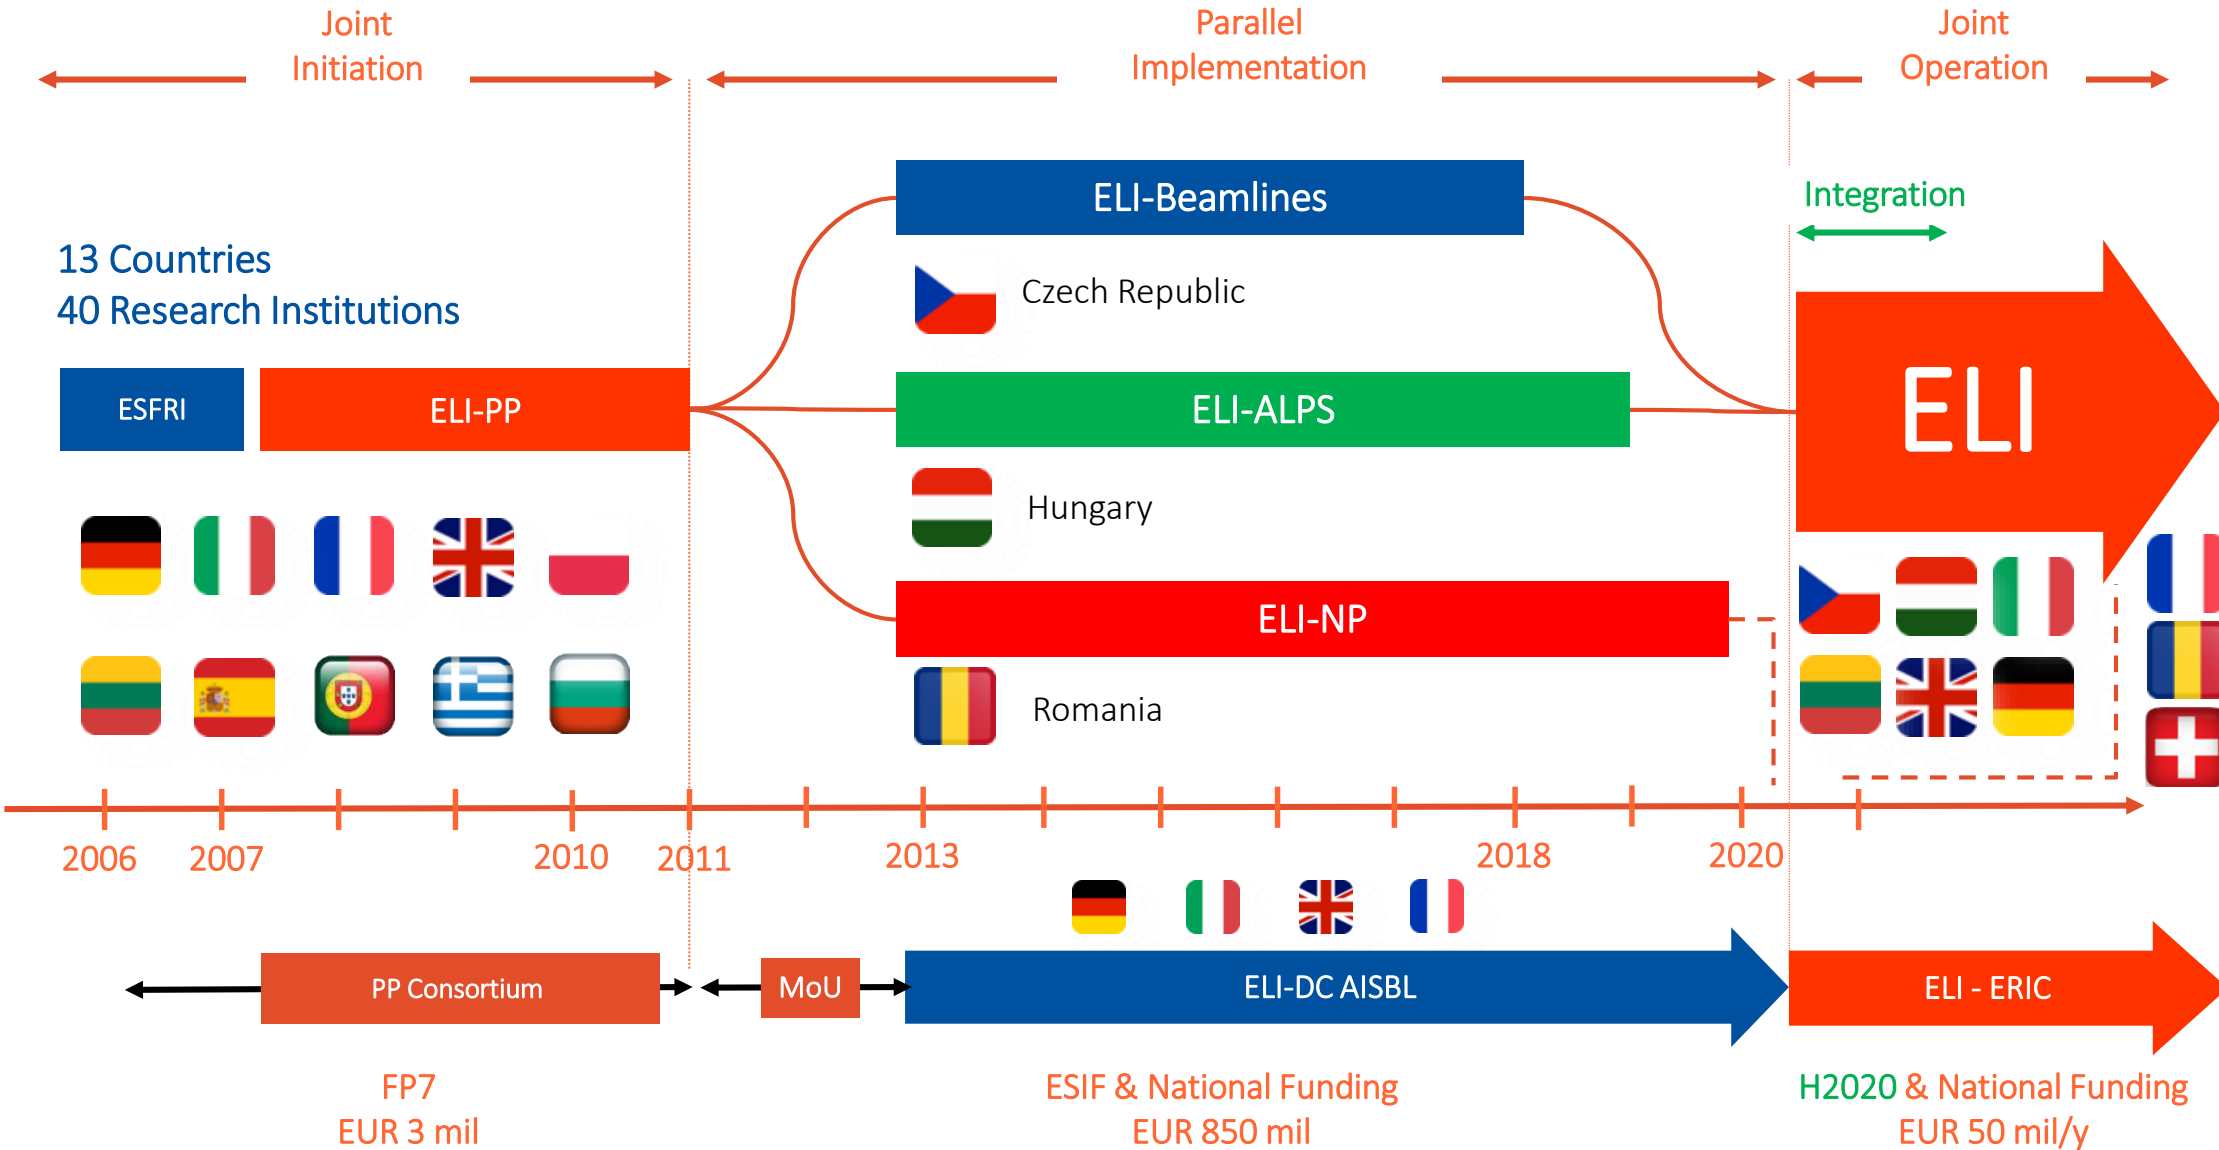 Joint
Initiation
Parallel
Implementation
Joint
Operation
ELI-Beamlines
Integration
13 Countries
40 Research Institutions
Czech Republic
ESFRI
ELI-PP
ELI-ALPS
ELI
Hungary
ELI-NP
Romania
2006
2007
2010
2011
2013
2018
2020
PP Consortium
MoU
ELI-DC AISBL
ELI - ERIC
FP7
EUR 3 mil
ESIF & National Funding
EUR 850 mil
H2020 & National Funding
EUR 50 mil/y